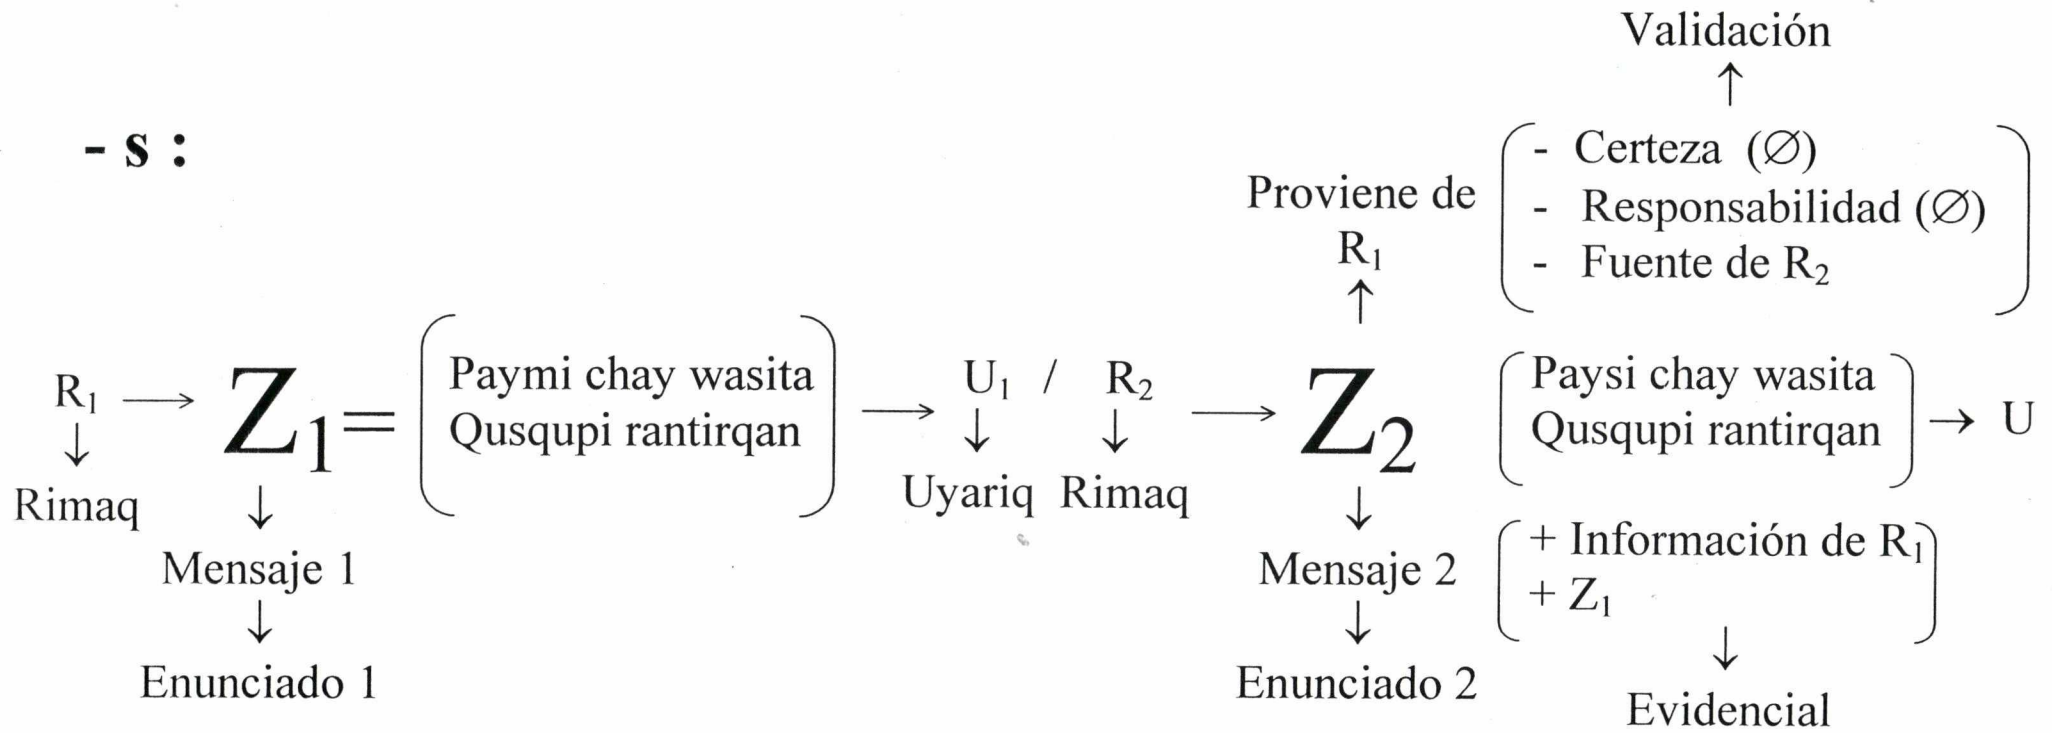 Validación
↑
- s :
- Certeza (∅)
Proviene de
- Responsabilidad (∅)
R₁
- Fuente de R₂
↑
R₁ → Z₁ = Paymi chay wasita → U₁ / R₂ → Z₂ Paysi chay wasita → U
Qusqupi rantirqan
Qusqupi rantirqan
↓ ↓ ↓
Rimaq ↓ Uyariq Rimaq ↓
+ Información de R₁
Mensaje 1
Mensaje 2
+ Z₁
↓ ↓ ↓
Enunciado 1
Enunciado 2
Evidencial